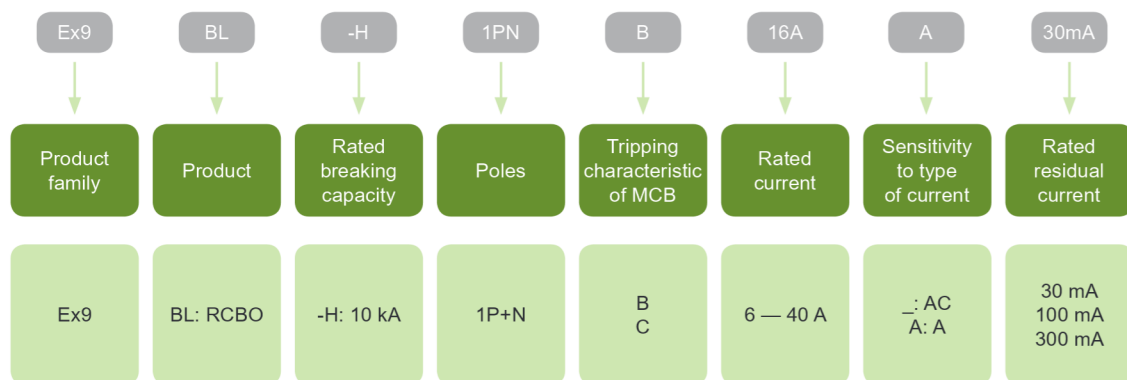 Ex9
BL
-H
1PN
B
16A
A
30mA
Product
family
Product
Rated
breaking
capacity
Poles
Tripping
characteristic
of MCB
Rated
current
Sensitivity
to type
of current
Rated
residual
current
Ex9
BL: RCBO
-H: 10 kA
1P+N
B
C
6 — 40 A
_: AC
A: A
30 mA
100 mA
300 mA